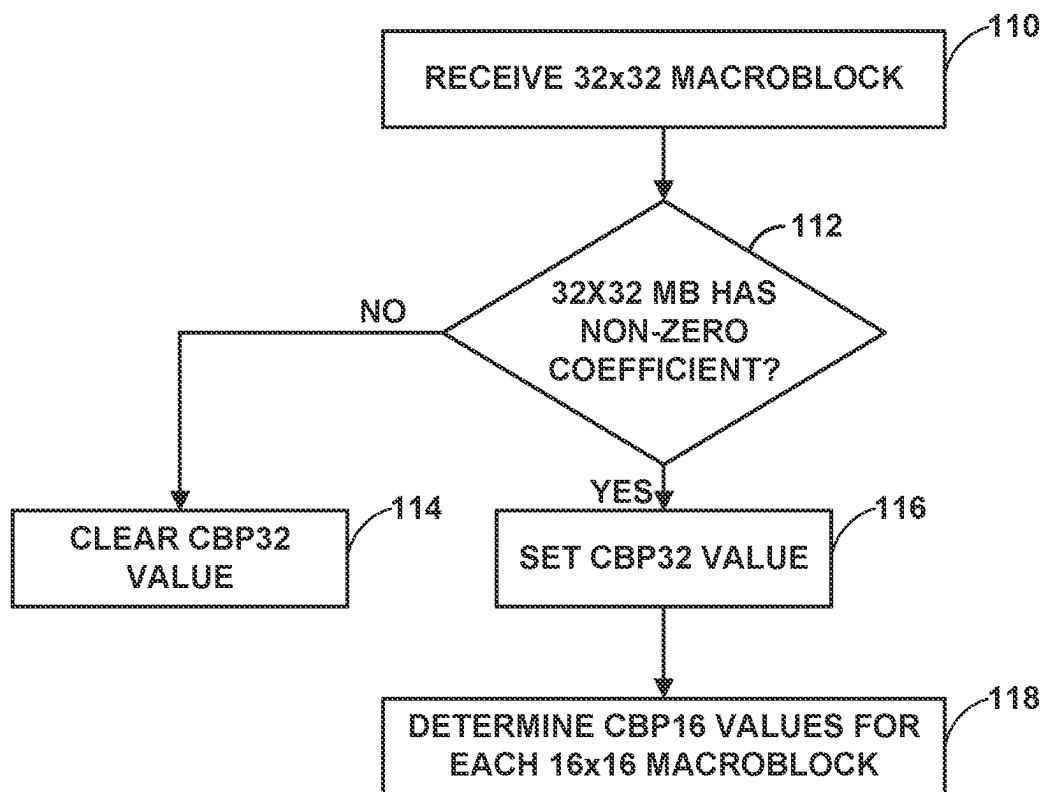 110
RECEIVE 32x32 MACROBLOCK
112
32X32 MB HAS
NON-ZERO
COEFFICIENT?
NO
YES
114
CLEAR CBP32
VALUE
116
SET CBP32 VALUE
118
DETERMINE CBP16 VALUES FOR
EACH 16x16 MACROBLOCK